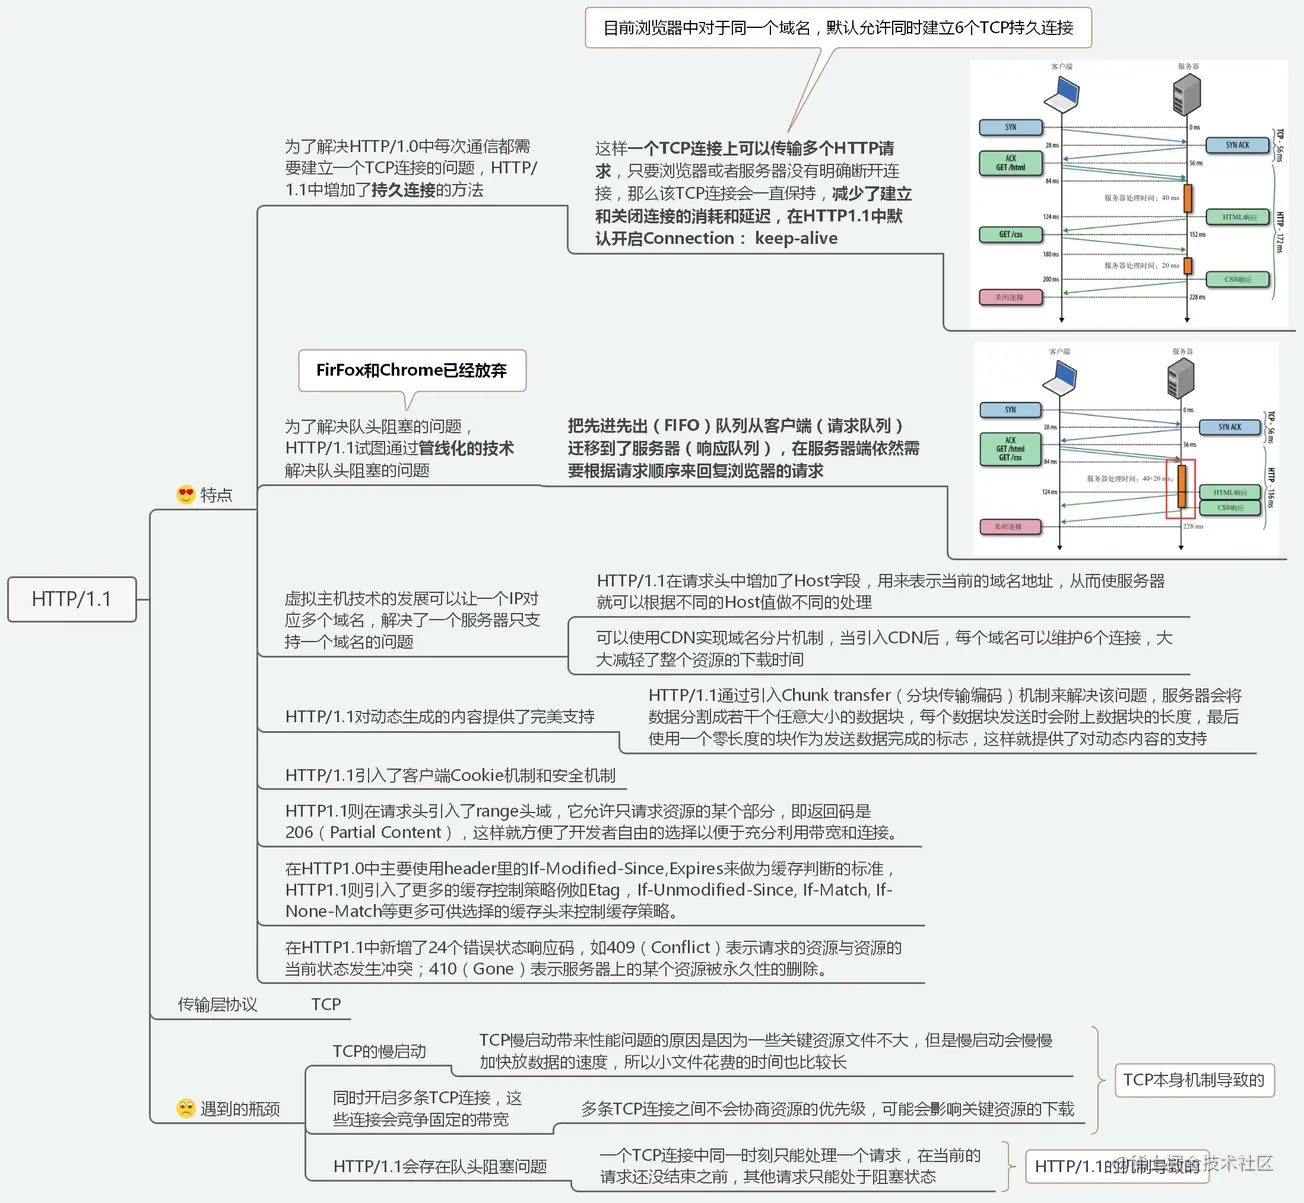 目前浏览器中对于同一个域名，默认允许同时建立6个TCP持久连接
为了解决HTTP/1.0中每次通信都需
要建立一个TCP连接的问题，HTTP/
1.1中增加了持久连接的方法
这样一个TCP连接上可以传输多个HTTP请
求，只要浏览器或者服务器没有明确断开连
接，那么该TCP连接会一直保持，减少了建立
和关闭连接的消耗和延迟，在HTTP1.1中默
认开启Connection： keep-alive
客户端
服务器
SYN
0 ms
28 ms
SYN ACK
TCP - 56 ms
ACK
GET /html
56 ms
84 ms
服务器处理时间：40 ms
124 ms
HTML响应
HTTP - 172 ms
GET /css
152 ms
180 ms
服务器处理时间：20 ms
200 ms
CSS响应
关闭连接
228 ms
FirFox和Chrome已经放弃
为了解决队头阻塞的问题，
HTTP/1.1试图通过管线化的技术
解决队头阻塞的问题
把先进先出（FIFO）队列从客户端（请求队列）
迁移到了服务器（响应队列），在服务器端依然需
要根据请求顺序来回复浏览器的请求
客户端
服务器
SYN
0 ms
28 ms
SYN ACK
TCP - 56 ms
ACK
GET /html
GET /css
56 ms
84 ms
服务器处理时间：40+20 ms
124 ms
HTML响应
CSS响应
HTTP - 116 ms
关闭连接
228 ms
特点
HTTP/1.1
虚拟主机技术的发展可以让一个IP对
应多个域名，解决了一个服务器只支
持一个域名的问题
HTTP/1.1在请求头中增加了Host字段，用来表示当前的域名地址，从而使服务器
就可以根据不同的Host值做不同的处理
可以使用CDN实现域名分片机制，当引入CDN后，每个域名可以维护6个连接，大
大减轻了整个资源的下载时间
HTTP/1.1对动态生成的内容提供了完美支持
HTTP/1.1通过引入Chunk transfer（分块传输编码）机制来解决该问题，服务器会将
数据分割成若干个任意大小的数据块，每个数据块发送时会附上数据块的长度，最后
使用一个零长度的块作为发送数据完成的标志，这样就提供了对动态内容的支持
HTTP/1.1引入了客户端Cookie机制和安全机制
HTTP1.1则在请求头引入了range头域，它允许只请求资源的某个部分，即返回码是
206（Partial Content），这样就方便了开发者自由的选择以便于充分利用带宽和连接。
在HTTP1.0中主要使用header里的If-Modified-Since,Expires来做为缓存判断的标准，
HTTP1.1则引入了更多的缓存控制策略例如Etag，If-Unmodified-Since, If-Match, If-
None-Match等更多可供选择的缓存头来控制缓存策略。
在HTTP1.1中新增了24个错误状态响应码，如409（Conflict）表示请求的资源与资源的
当前状态发生冲突；410（Gone）表示服务器上的某个资源被永久性的删除。
传输层协议
TCP
遇到的瓶颈
TCP的慢启动
TCP慢启动带来性能问题的原因是因为一些关键资源文件不大，但是慢启动会慢慢
加快放数据的速度，所以小文件花费的时间也比较长
同时开启多条TCP连接，这
些连接会竞争固定的带宽
多条TCP连接之间不会协商资源的优先级，可能会影响关键资源的下载
TCP本身机制导致的
HTTP/1.1会存在队头阻塞问题
一个TCP连接中同一时刻只能处理一个请求，在当前的
请求还没结束之前，其他请求只能处于阻塞状态
HTTP/1.1的机制导致的
@稀土掘金技术社区